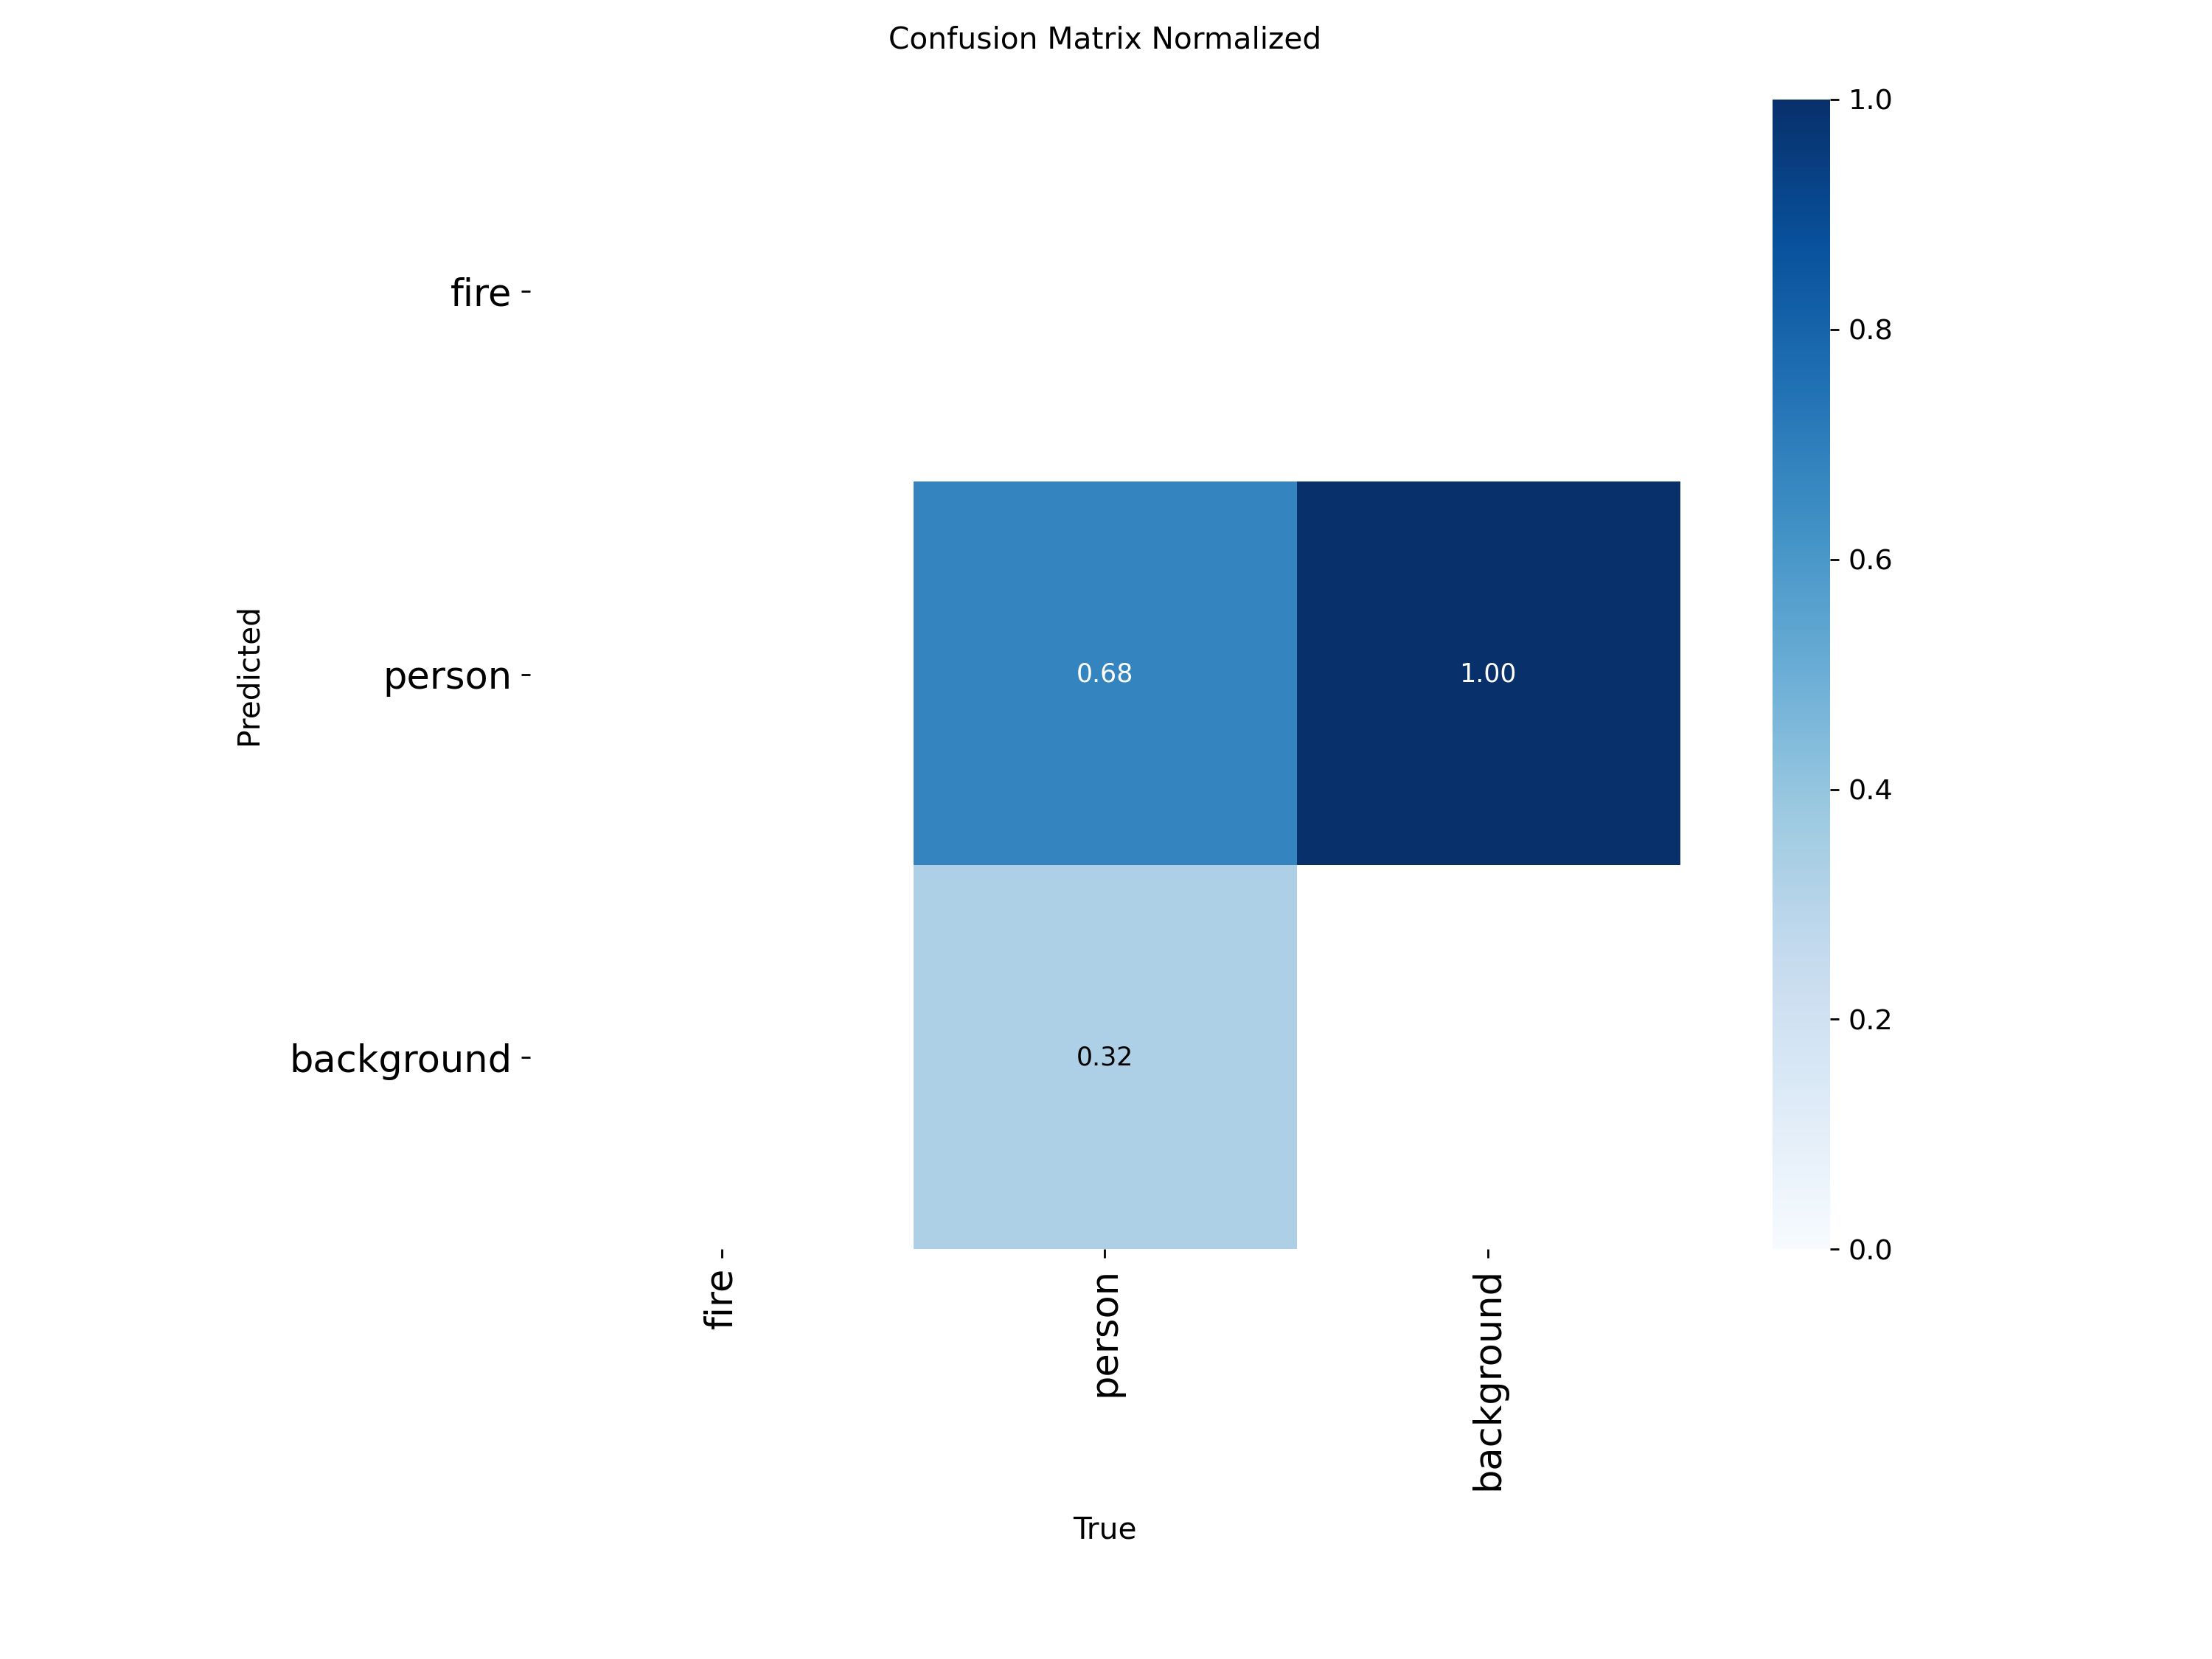 Confusion Matrix Normalized
1.0
fire
0.8
0.6
Predicted
person
0.68
1.00
0.4
background
0.32
0.2
0.0
fire
person
background
True